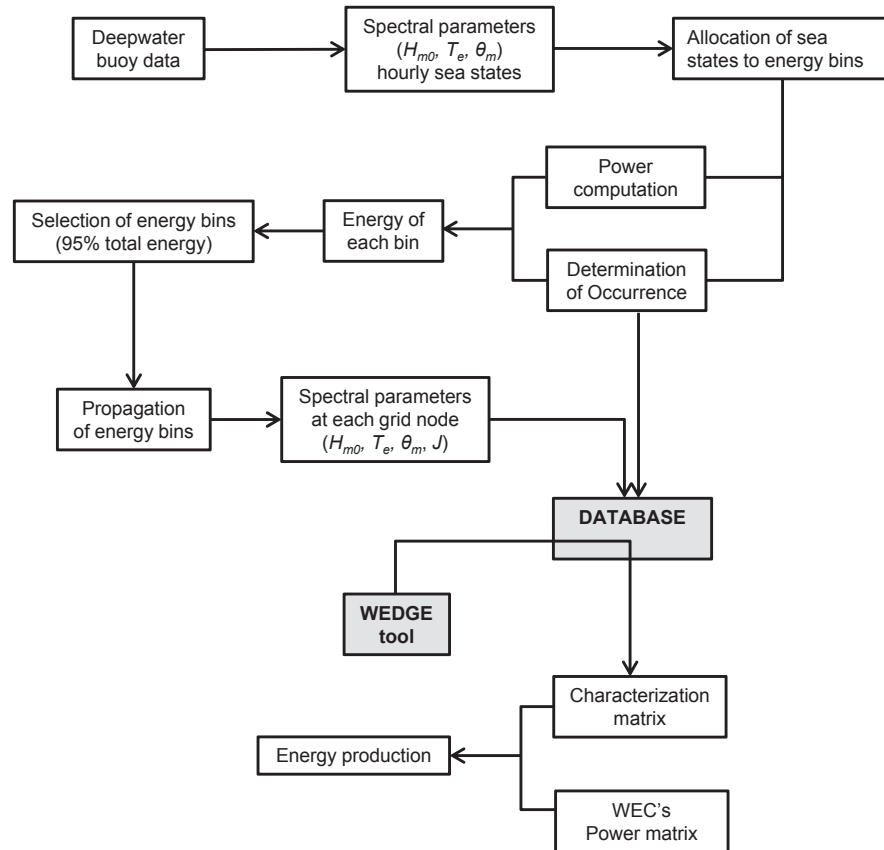 Deepwater
buoy data
Spectral parameters
(Hm0, Te, θm)
hourly sea states
Allocation of sea
states to energy bins
Power
computation
Selection of energy bins
(95% total energy)
Energy of
each bin
Determination
of Occurrence
Propagation
of energy bins
Spectral parameters
at each grid node
(Hm0, Te, θm, J)
DATABASE
WEDGE
tool
Characterization
matrix
Energy production
WEC's
Power matrix